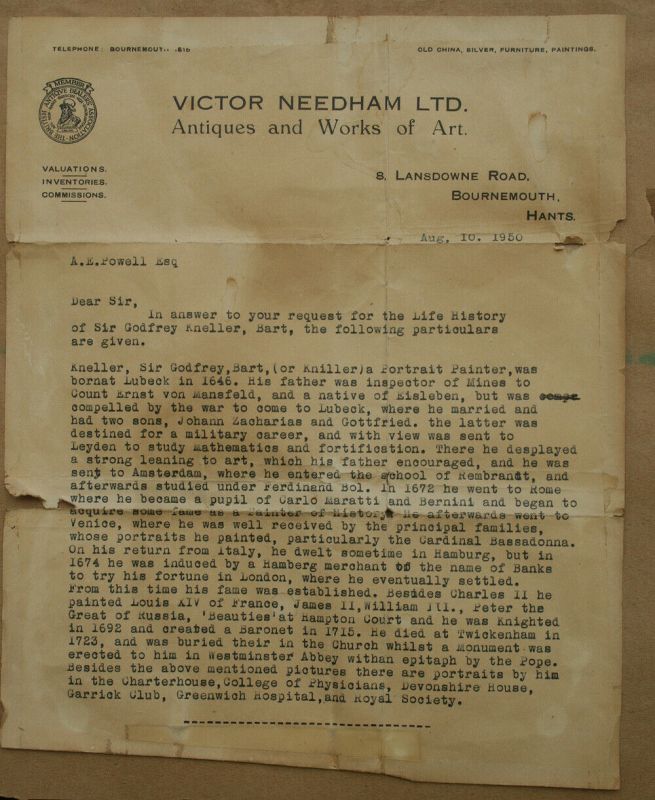 TELEPHONE: BOURNEMOUTH
OLD CHINA, SILVER, FURNITURE, PAINTINGS.
MEMBER
THE BRITISH ANTIQUE DEALERS' ASSOCIATION
VICTOR NEEDHAM LTD.
Antiques and Works of Art.
VALUATIONS.
INVENTORIES.
COMMISSIONS.
8, LANSDOWNE ROAD,
BOURNEMOUTH,
HANTS.
Aug, 10. 1950
A.E.Powell Esq
Dear Sir,
In answer to your request for the Life History
of Sir Godfrey Kneller, Bart, the following particulars
are given.
Kneller, Sir Godfrey,Bart,(or Kniller)a Portrait Painter,was
bornat Lubeck in 1646. His father was inspector of Mines to
Count Ernst von Mansfeld, and a native of Eisleben, but was
compelled by the war to come to Lubeck, where he married and
had two sons, Johann Zacharias and Gottfried. the latter was
destined for a military career, and with view was sent to
Leyden to study Mathematics and fortification. There he desplayed
a strong leaning to art, which his father encouraged, and he was
sent to Amsterdam, where he entered the school of Rembrandt, and
afterwards studied under Ferdinand Bol. In 1672 he went to Rome
where he became a pupil of Carlo Maratti and Bernini and began to
acquire some fame as a Painter of History. He afterwards went to
Venice, where he was well received by the principal families,
whose portraits he painted, particularly the Cardinal Bassadonna.
On his return from Italy, he dwelt sometime in Hamburg, but in
1674 he was induced by a Hamberg merchant of the name of Banks
to try his fortune in London, where he eventually settled.
From this time his fame was established. Besides Charles II he
painted Louis XIV of France, James II,William III., Peter the
Great of Russia, 'Beauties'at Hampton Court and he was Knighted
in 1692 and created a Baronet in 1715. He died at Twickenham in
1723, and was buried their in the Church whilst a Monument was
erected to him in Westminster Abbey withan epitaph by the Pope.
Besides the above mentioned pictures there are portraits by him
in the Charterhouse,College of Physicians, Devonshire House,
Garrick Club, Greenwich Hospital,and Royal Society.